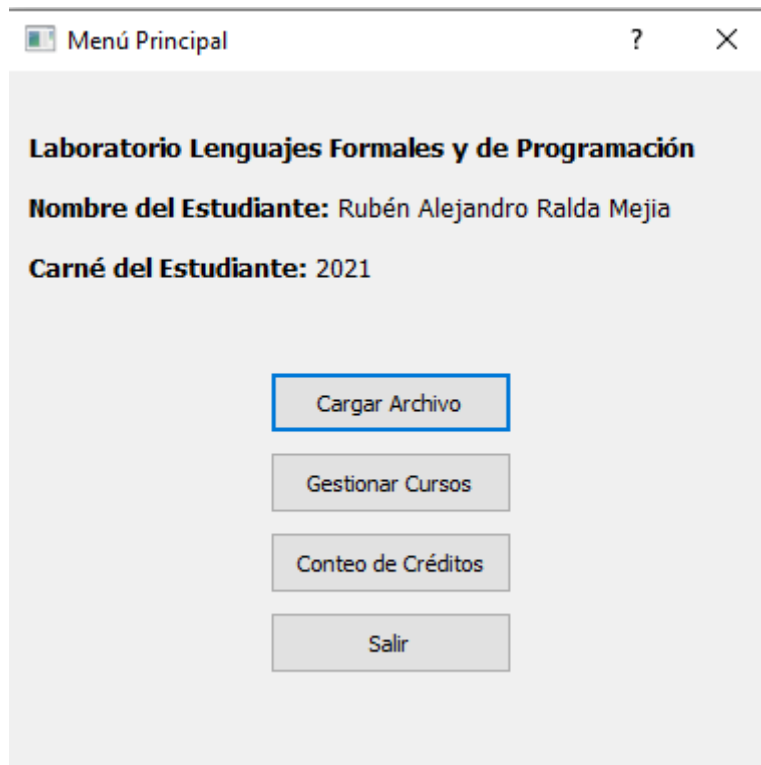 Menú Principal ?
Laboratorio Lenguajes Formales y de Programación
Nombre del Estudiante: Rubén Alejandro Ralda Mejia
Carné del Estudiante: 2021
Cargar Archivo
Gestionar Cursos
Conteo de Créditos
Salir